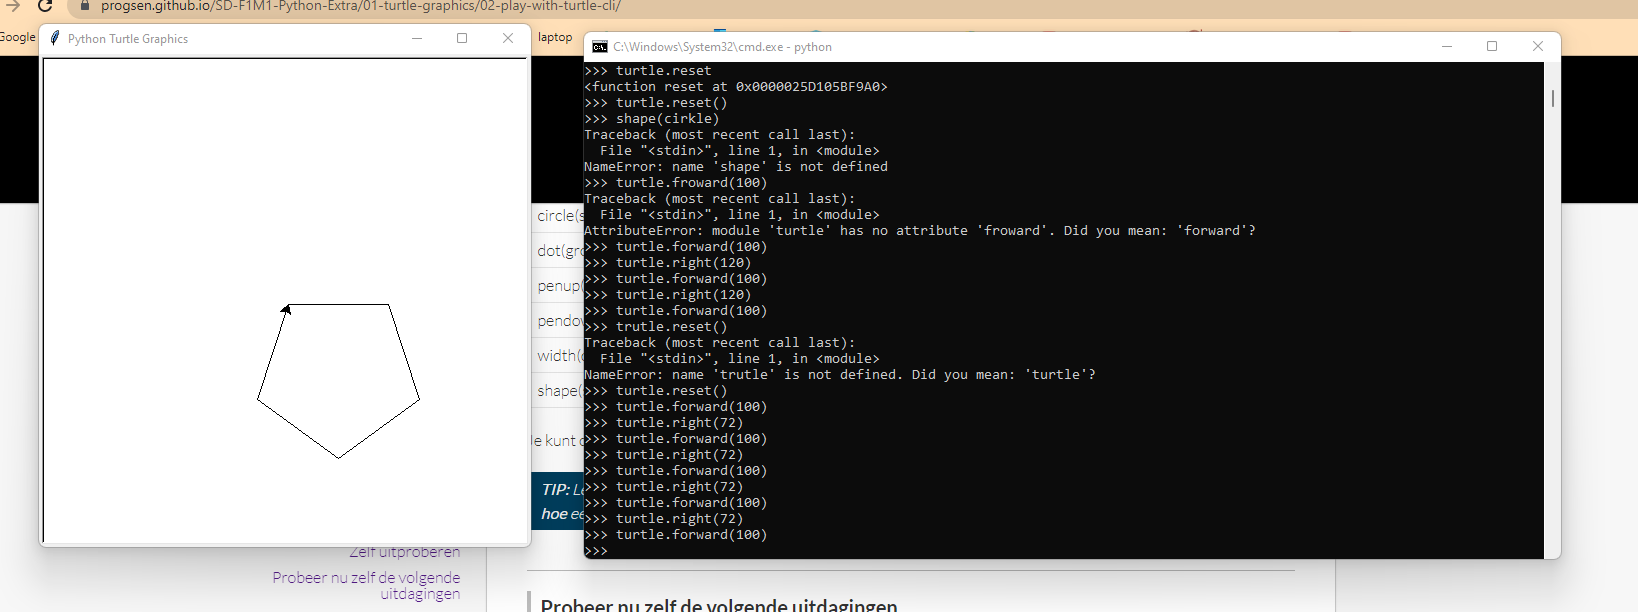 progsen.github.io/SD-F1M1-Python-Extra/01-turtle-graphics/02-play-with-turtle-cli/
Google
laptop
Python Turtle Graphics
C:\Windows\System32\cmd.exe - python
>>> turtle.reset
<function reset at 0x0000025D105BF9A0>
>>> turtle.reset()
>>> shape(cirkle)
Traceback (most recent call last):
  File "<stdin>", line 1, in <module>
NameError: name 'shape' is not defined
>>> turtle.froward(100)
Traceback (most recent call last):
  File "<stdin>", line 1, in <module>
AttributeError: module 'turtle' has no attribute 'froward'. Did you mean: 'forward'?
>>> turtle.forward(100)
>>> turtle.right(120)
>>> turtle.forward(100)
>>> turtle.right(120)
>>> turtle.forward(100)
>>> trutle.reset()
Traceback (most recent call last):
  File "<stdin>", line 1, in <module>
NameError: name 'trutle' is not defined. Did you mean: 'turtle'?
>>> turtle.reset()
>>> turtle.forward(100)
>>> turtle.right(72)
>>> turtle.forward(100)
>>> turtle.right(72)
>>> turtle.forward(100)
>>> turtle.right(72)
>>> turtle.forward(100)
>>> turtle.right(72)
>>> turtle.forward(100)
>>>
circle(
dot(
penup(
width(
shape(
Je kunt
TIP:
hoe
Zelf uitproberen
Probeer nu zelf de volgende
uitdagingen
Probeer nu zelf de volgende uitdagingen